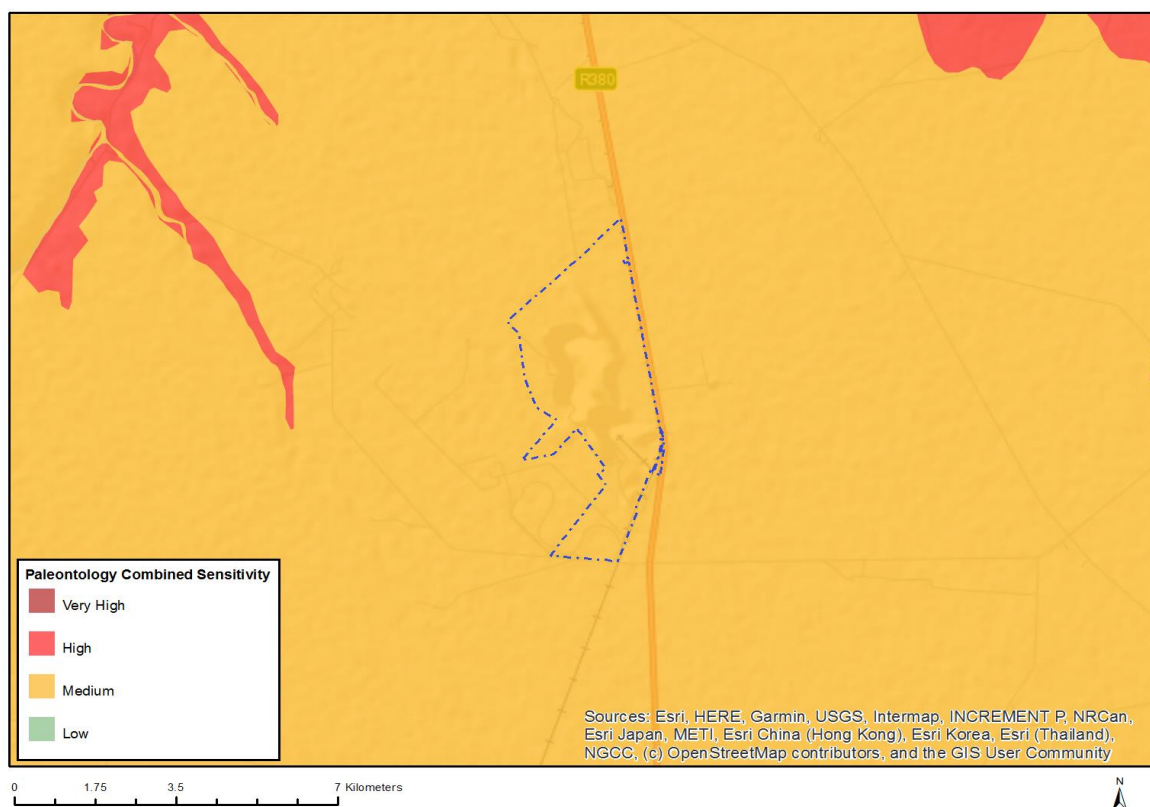 R380
Paleontology Combined Sensitivity
Very High
High
Medium
Low
Sources: Esri, HERE, Garmin, USGS, Intermap, INCREMENT P, NRCan,
Esri Japan, METI, Esri China (Hong Kong), Esri Korea, Esri (Thailand),
NGCC, (c) OpenStreetMap contributors, and the GIS User Community
0 1.75 3.5 7 Kilometers
N